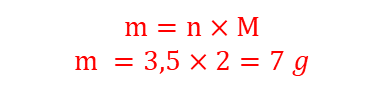 m = n × M
m = 3,5 × 2 = 7 g